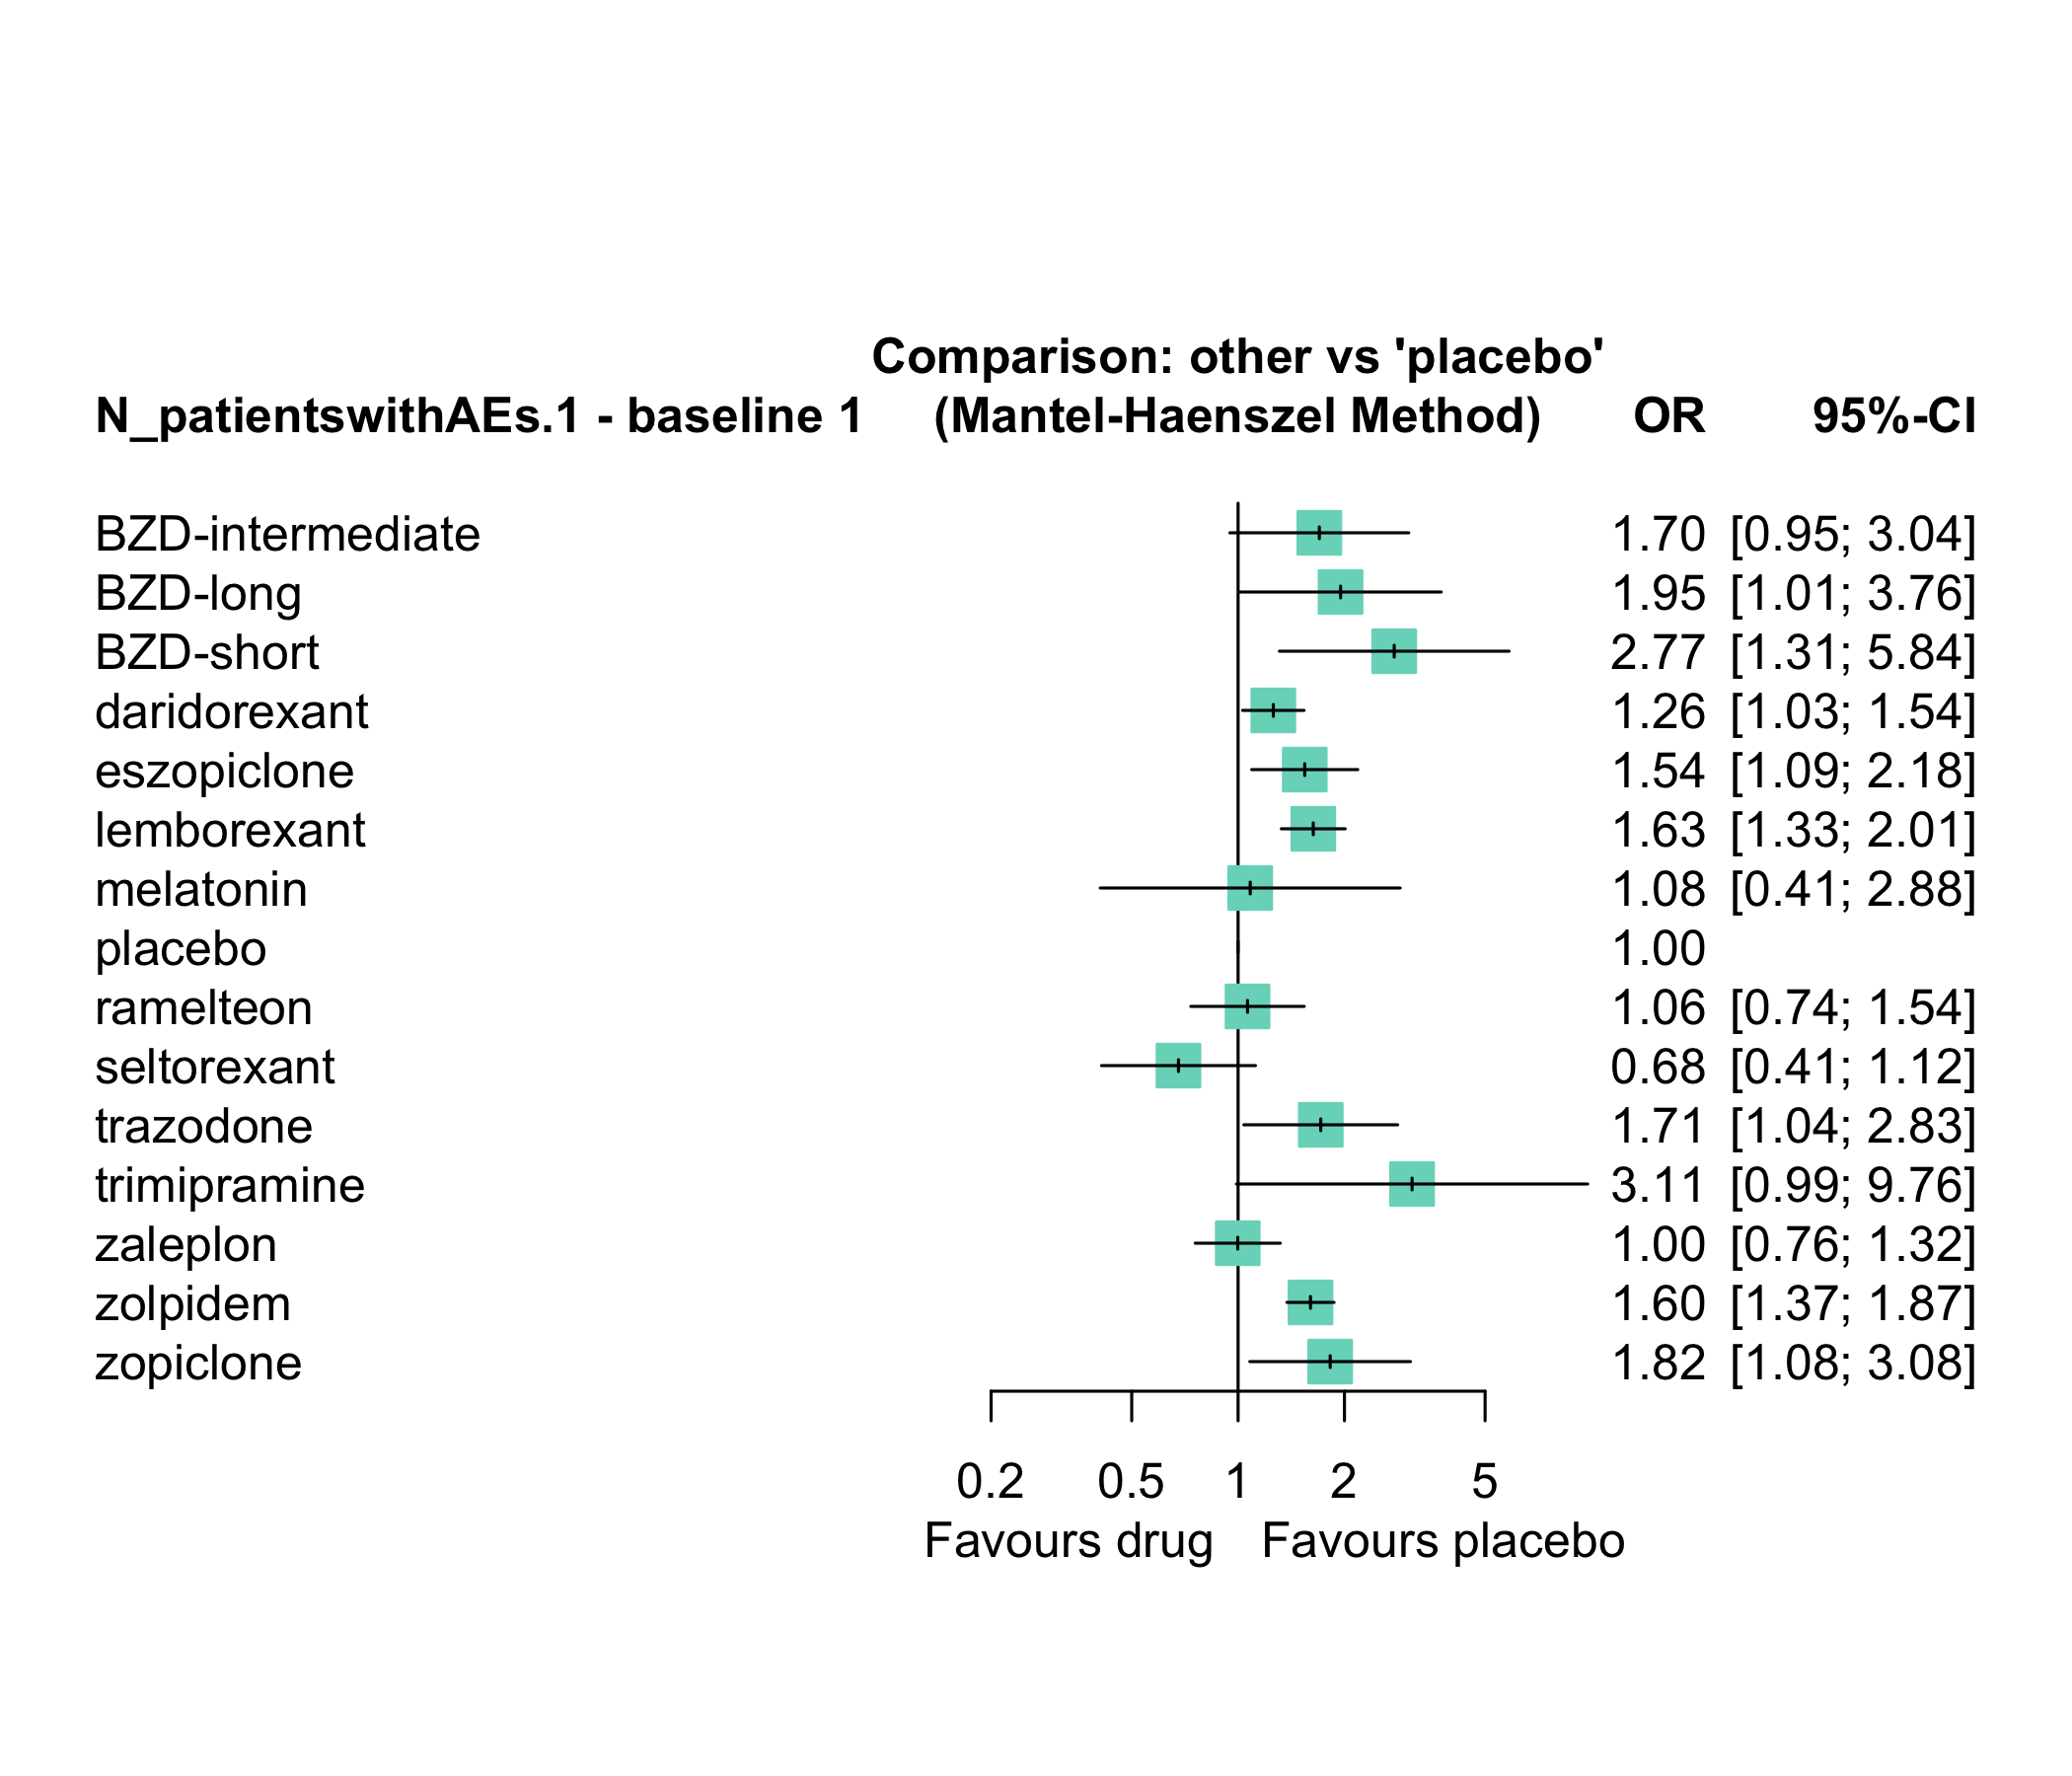 Comparison: other vs 'placebo'
N_patientswithAEs.1 - baseline 1 (Mantel-Haenszel Method) OR 95%-CI
BZD-intermediate 1.70 [0.95; 3.04]
BZD-long 1.95 [1.01; 3.76]
BZD-short 2.77 [1.31; 5.84]
daridorexant 1.26 [1.03; 1.54]
eszopiclone 1.54 [1.09; 2.18]
lemborexant 1.63 [1.33; 2.01]
melatonin 1.08 [0.41; 2.88]
placebo 1.00
ramelteon 1.06 [0.74; 1.54]
seltorexant 0.68 [0.41; 1.12]
trazodone 1.71 [1.04; 2.83]
trimipramine 3.11 [0.99; 9.76]
zaleplon 1.00 [0.76; 1.32]
zolpidem 1.60 [1.37; 1.87]
zopiclone 1.82 [1.08; 3.08]
0.2 0.5 1 2 5
Favours drug Favours placebo